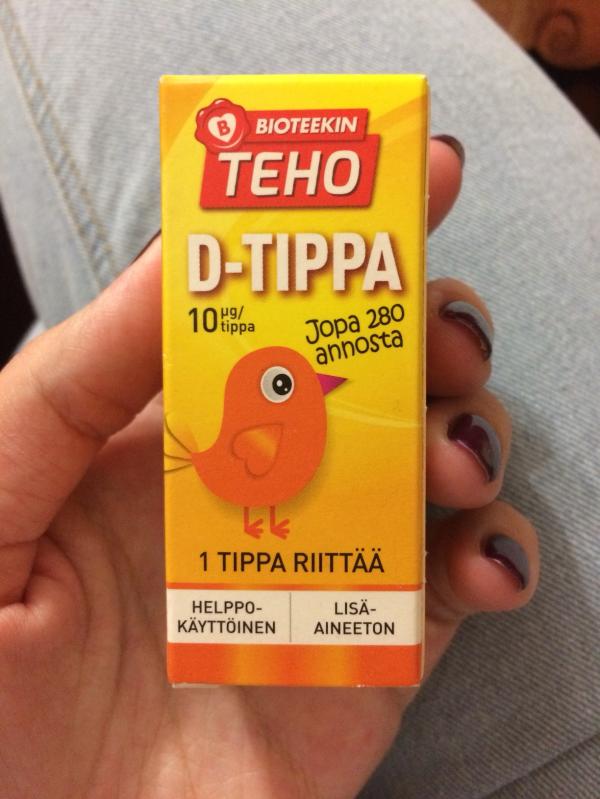 B BIOTEEKIN
TEHO
D-TIPPA
10 µg/
tippa
Jopa 280
annosta
1 TIPPA RIITTÄÄ
HELPPO-
KÄYTTÖINEN
LISÄ-
AINEETON